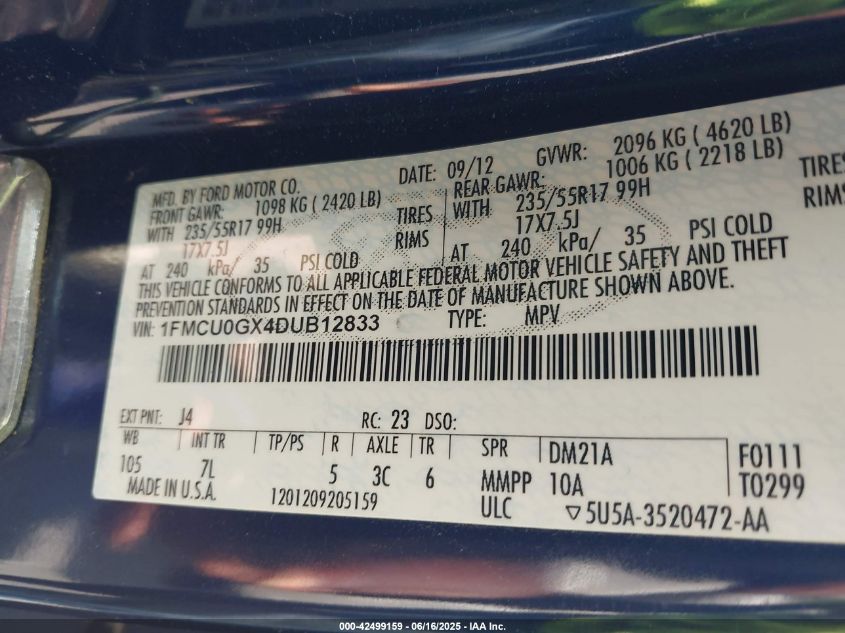 MFD. BY FORD MOTOR CO. DATE: 09/12 GVWR: 2096 KG ( 4620 LB)
FRONT GAWR: 1098 KG ( 2420 LB) REAR GAWR: 1006 KG ( 2218 LB)
WITH 235/55R17 99H TIRES WITH 235/55R17 99H TIRES
17X7.5J RIMS 17X7.5J RIMS
AT 240 kPa/ 35 PSI COLD AT 240 kPa/ 35 PSI COLD
THIS VEHICLE CONFORMS TO ALL APPLICABLE FEDERAL MOTOR VEHICLE SAFETY AND THEFT
PREVENTION STANDARDS IN EFFECT ON THE DATE OF MANUFACTURE SHOWN ABOVE.
VIN: 1FMCU0GX4DUB12833 TYPE: MPV
EXT PNT: J4 RC: 23 DSO:
WB INT TR TP/PS R AXLE TR SPR DM21A F0111
105 7L 5 3C 6 MMPP 10A T0299
MADE IN U.S.A. 1201209205159 ULC ▽5U5A-3520472-AA
000-42499159 - 06/16/2025 - IAA Inc.